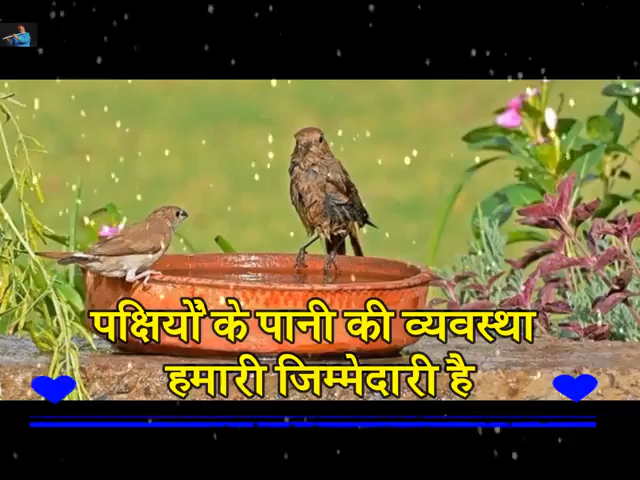 पक्षियों के पानी की व्यवस्था
हमारी जिम्मेदारी है